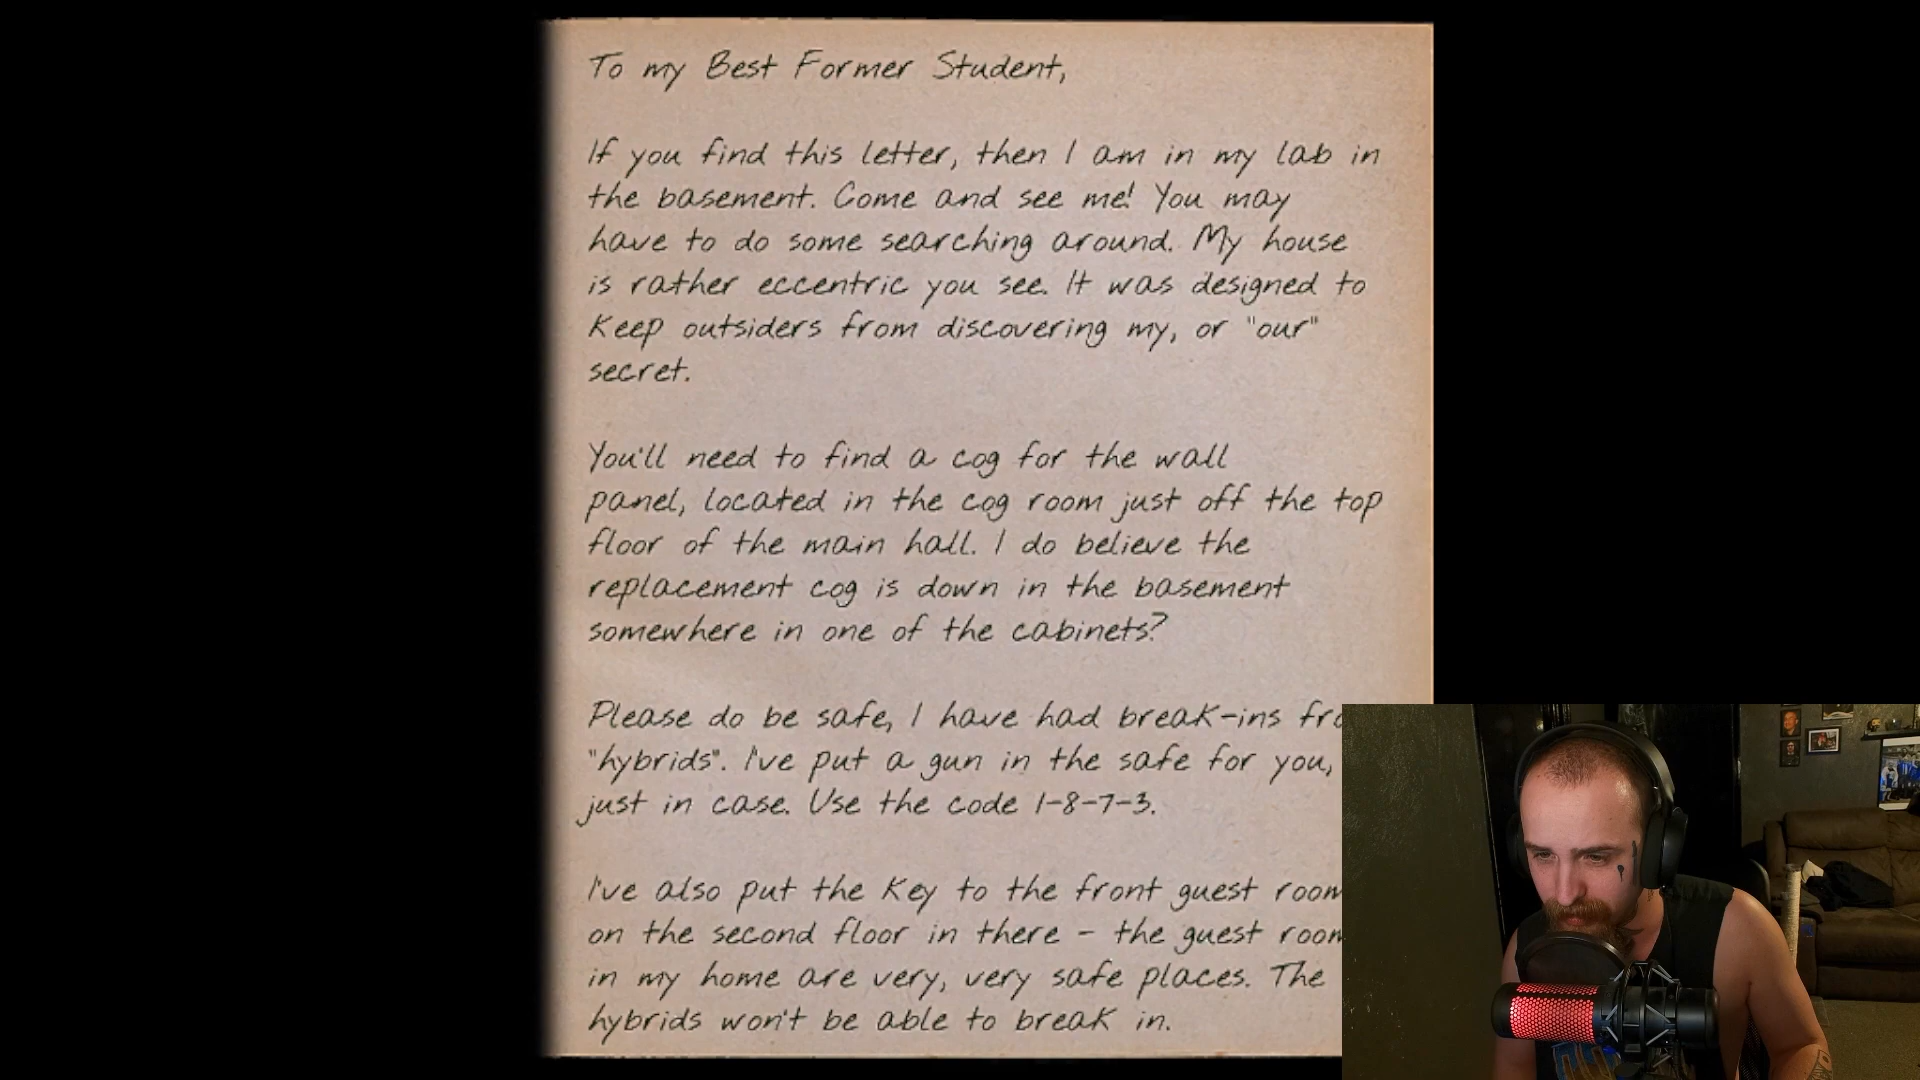 To my Best Former Student,
If you find this letter, then I am in my lab in
the basement. Come and see me! You may
have to do some searching around. My house
is rather eccentric you see. It was designed to
keep outsiders from discovering my, or "our"
secret.
You'll need to find a cog for the wall
panel, located in the cog room just off the top
floor of the main hall. I do believe the
replacement cog is down in the basement
somewhere in one of the cabinets?
Please do be safe, I have had break-ins
"hybrids". I've put a gun in the safe for you,
just in case. Use the code 1-8-7-3.
I've also put the key to the front guest room
on the second floor in there - the guest
in my home are very, very safe places. The
hybrids won't be able to break in.